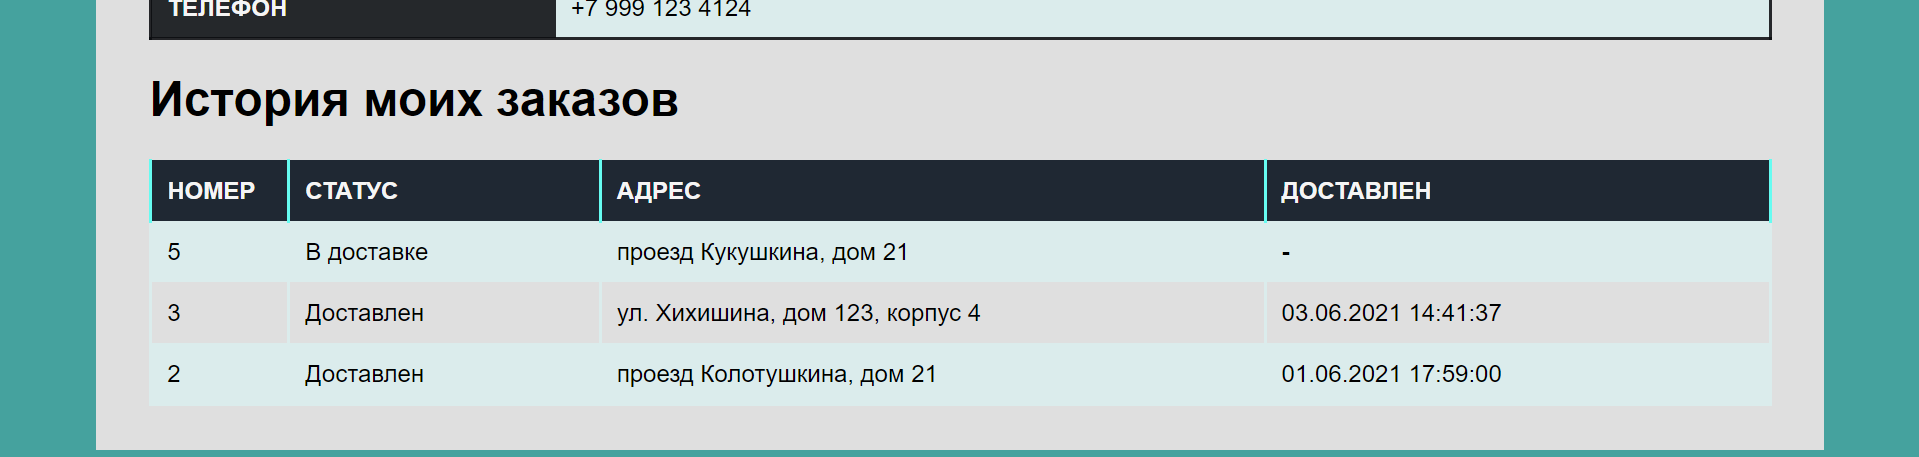 ТЕЛЕФОН +7 999 123 4124
История моих заказов
НОМЕР СТАТУС АДРЕС ДОСТАВЛЕН
5 В доставке проезд Кукушкина, дом 21 -
3 Доставлен ул. Хихишина, дом 123, корпус 4 03.06.2021 14:41:37
2 Доставлен проезд Колотушкина, дом 21 01.06.2021 17:59:00